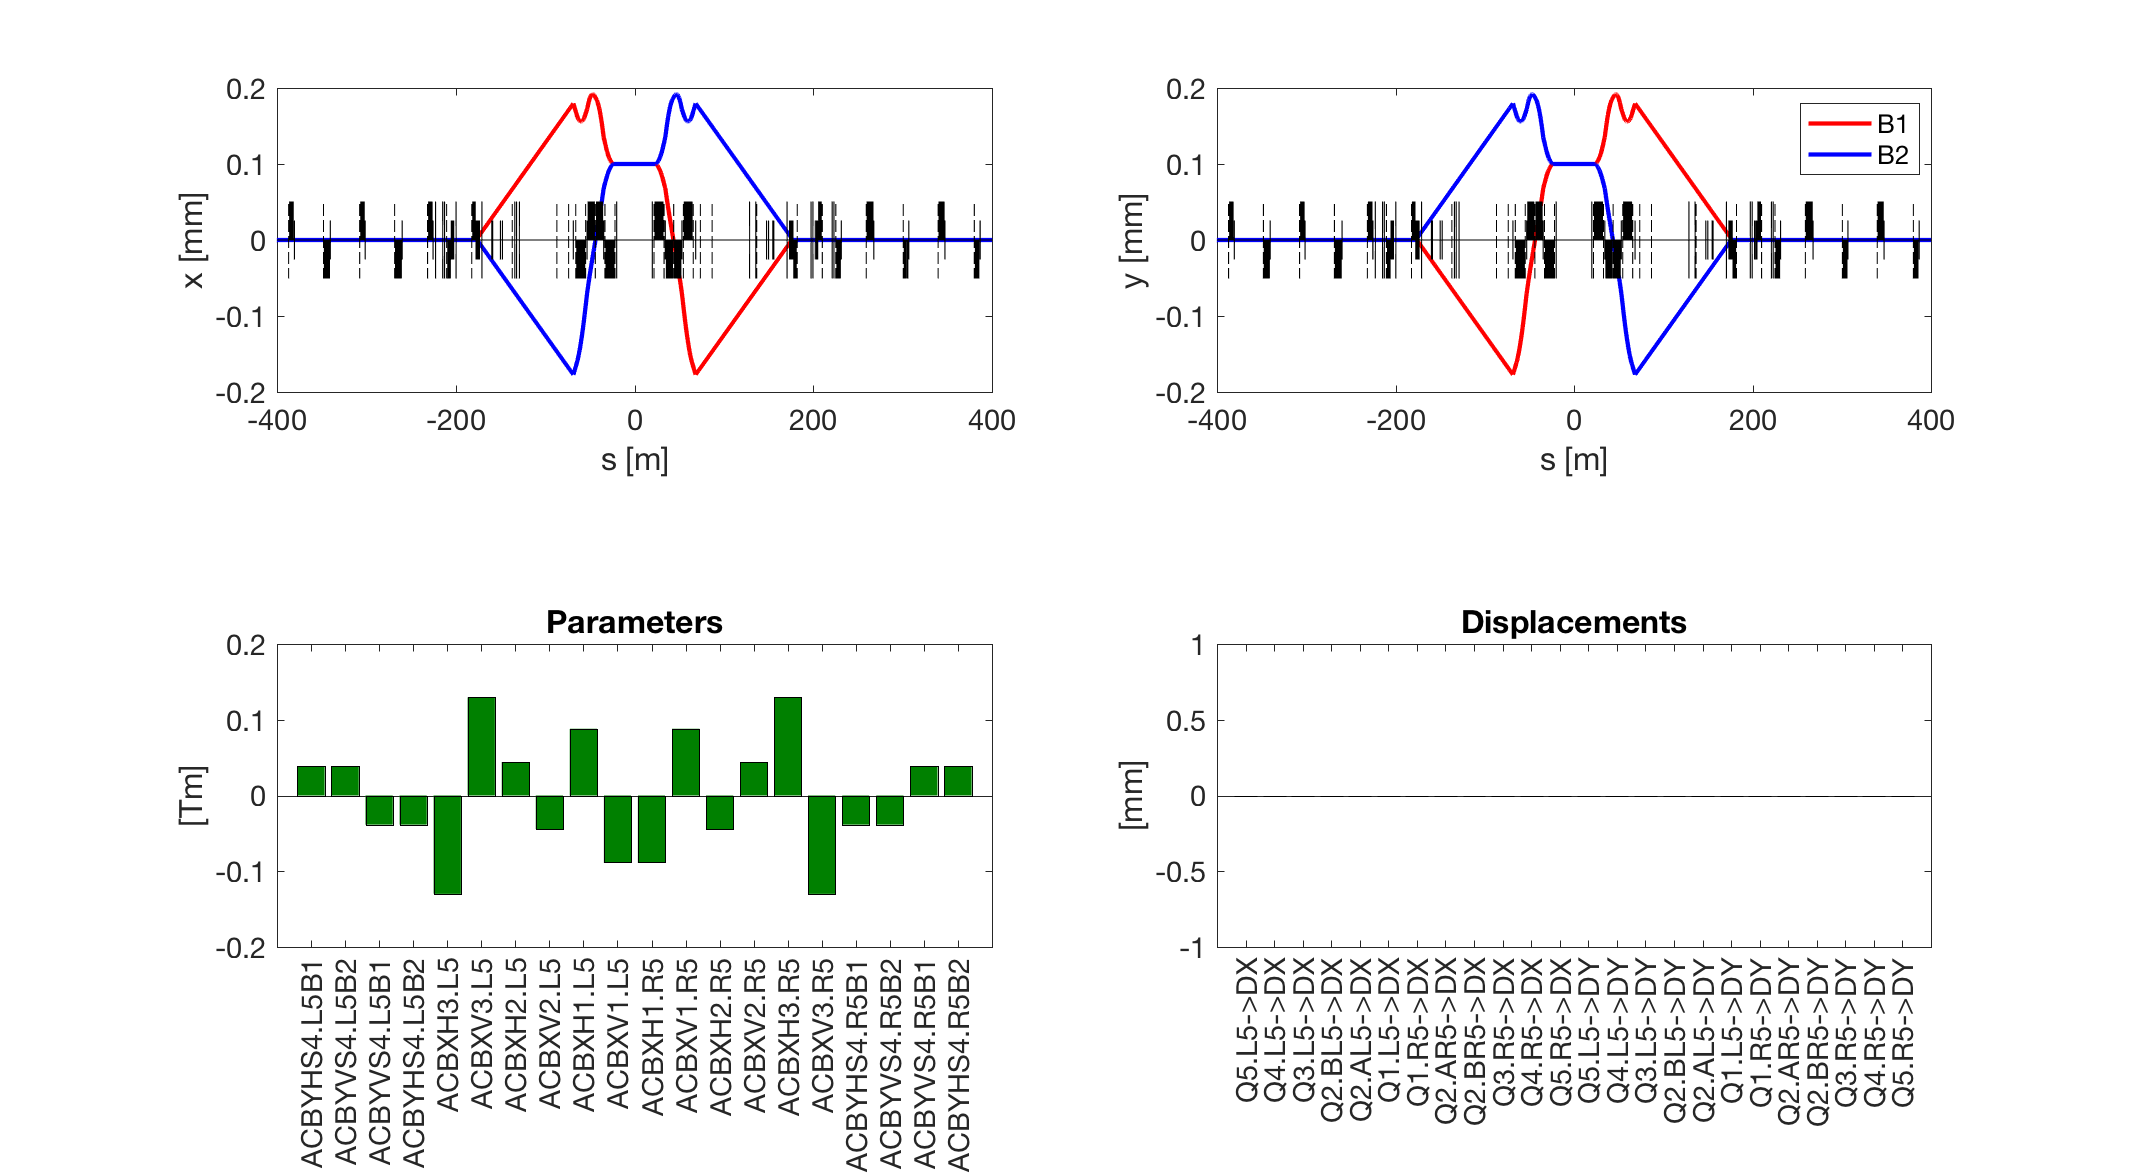 0.2
0.1
0
-0.1
-0.2
x [mm]
-400
-200
0
200
400
s [m]
0.2
0.1
0
-0.1
-0.2
y [mm]
B1
B2
-400
-200
0
200
400
s [m]
Parameters
0.2
0.1
0
-0.1
-0.2
[Tm]
ACBYHS4.L5B1
ACBYVS4.L5B2
ACBYVS4.L5B1
ACBYHS4.L5B2
ACBXH3.L5
ACBXV3.L5
ACBXH2.L5
ACBXV2.L5
ACBXH1.L5
ACBXV1.L5
ACBXH1.R5
ACBXV1.R5
ACBXH2.R5
ACBXV2.R5
ACBXH3.R5
ACBXV3.R5
ACBYHS4.R5B1
ACBYVS4.R5B2
ACBYVS4.R5B1
ACBYHS4.R5B2
Displacements
1
0.5
0
-0.5
-1
[mm]
Q5.L5->DX
Q4.L5->DX
Q3.L5->DX
Q2.BL5->DX
Q2.AL5->DX
Q1.L5->DX
Q1.R5->DX
Q2.AR5->DX
Q2.BR5->DX
Q3.R5->DX
Q4.R5->DX
Q5.R5->DX
Q5.L5->DY
Q4.L5->DY
Q3.L5->DY
Q2.BL5->DY
Q2.AL5->DY
Q1.L5->DY
Q1.R5->DY
Q2.AR5->DY
Q2.BR5->DY
Q3.R5->DY
Q4.R5->DY
Q5.R5->DY